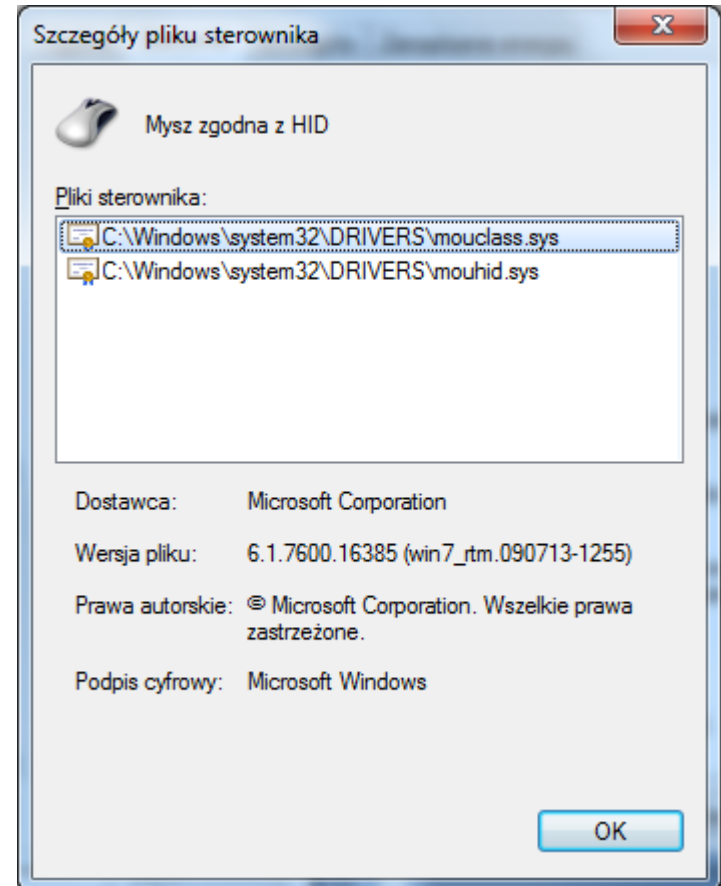 Szczegóły pliku sterownika
Mysz zgodna z HID
Pliki sterownika:
C:\Windows\system32\DRIVERS\mouclass.sys
C:\Windows\system32\DRIVERS\mouhid.sys
Dostawca: Microsoft Corporation
Wersja pliku: 6.1.7600.16385 (win7_rtm.090713-1255)
Prawa autorskie: © Microsoft Corporation. Wszelkie prawa
zastrzeżone.
Podpis cyfrowy: Microsoft Windows
OK